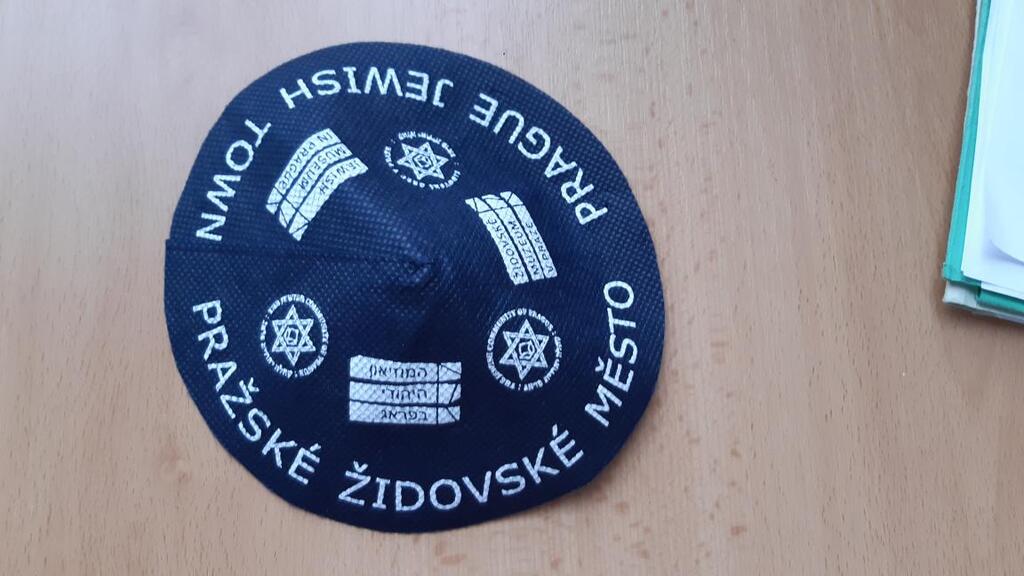 PRAGUE JEWISH TOWN
PRAŽSKÉ ŽIDOVSKÉ MĚSTO
JEWISH
MUSEUM
IN PRAGUE
ŽIDOVSKÉ
MUZEUM
V PRAZE
המוזיאון
היהודי
בפראג